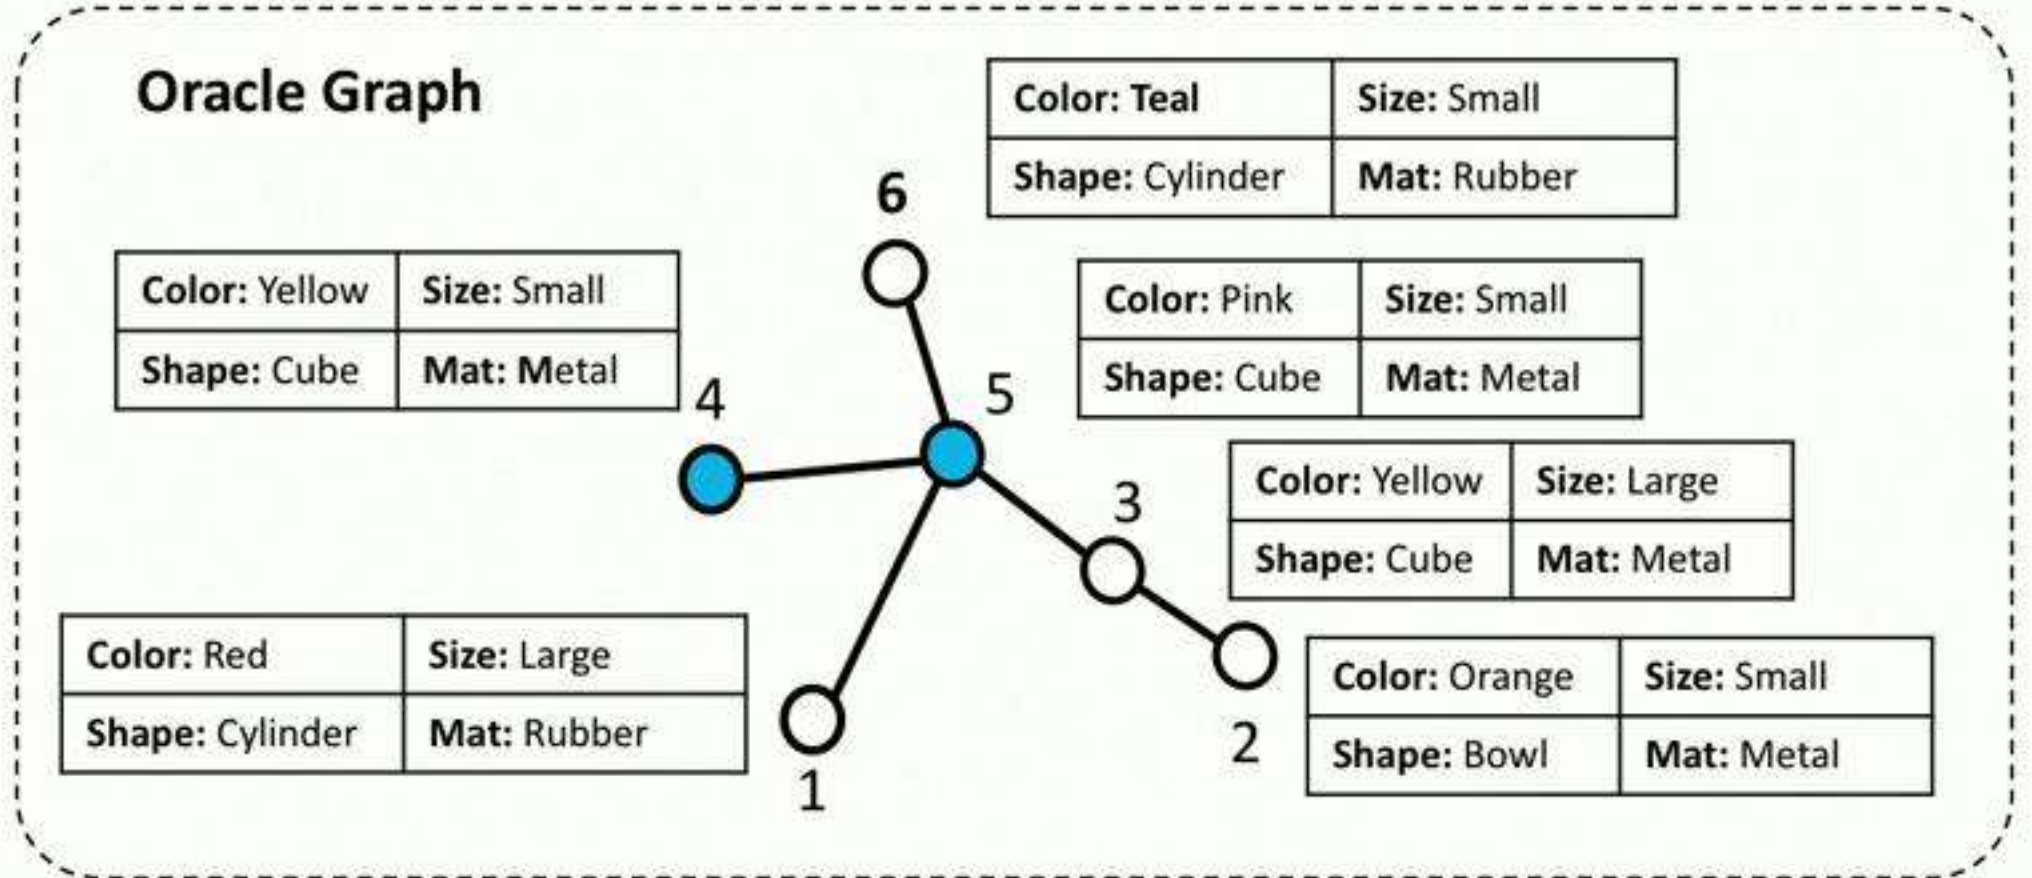 Oracle Graph
Color: Teal Size: Small
Shape: Cylinder Mat: Rubber
6
Color: Yellow Size: Small
Shape: Cube Mat: Metal
4
Color: Pink Size: Small
Shape: Cube Mat: Metal
5
Color: Yellow Size: Large
Shape: Cube Mat: Metal
3
Color: Red Size: Large
Shape: Cylinder Mat: Rubber
1
Color: Orange Size: Small
Shape: Bowl Mat: Metal
2